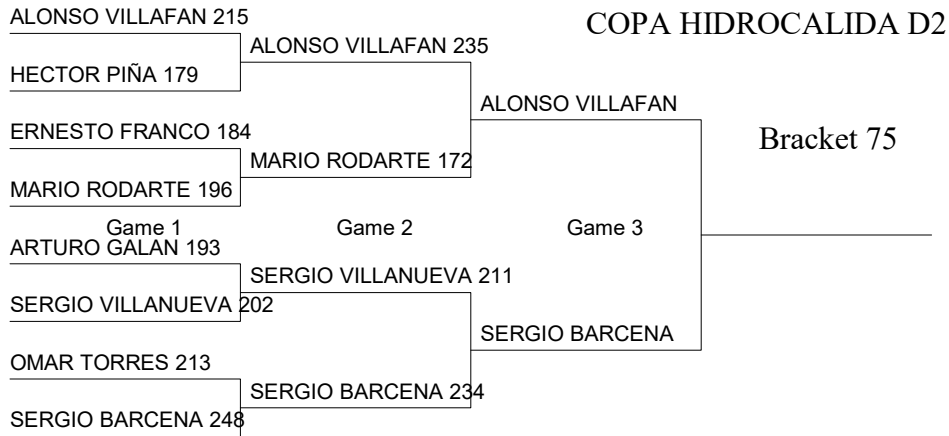 ALONSO VILLAFAN 215
COPA HIDROCALIDA D2
ALONSO VILLAFAN 235
HECTOR PIÑA 179
ALONSO VILLAFAN
ERNESTO FRANCO 184
Bracket 75
MARIO RODARTE 172
MARIO RODARTE 196
Game 1
Game 2
Game 3
ARTURO GALAN 193
SERGIO VILLANUEVA 211
SERGIO VILLANUEVA 202
SERGIO BARCENA
OMAR TORRES 213
SERGIO BARCENA 234
SERGIO BARCENA 248